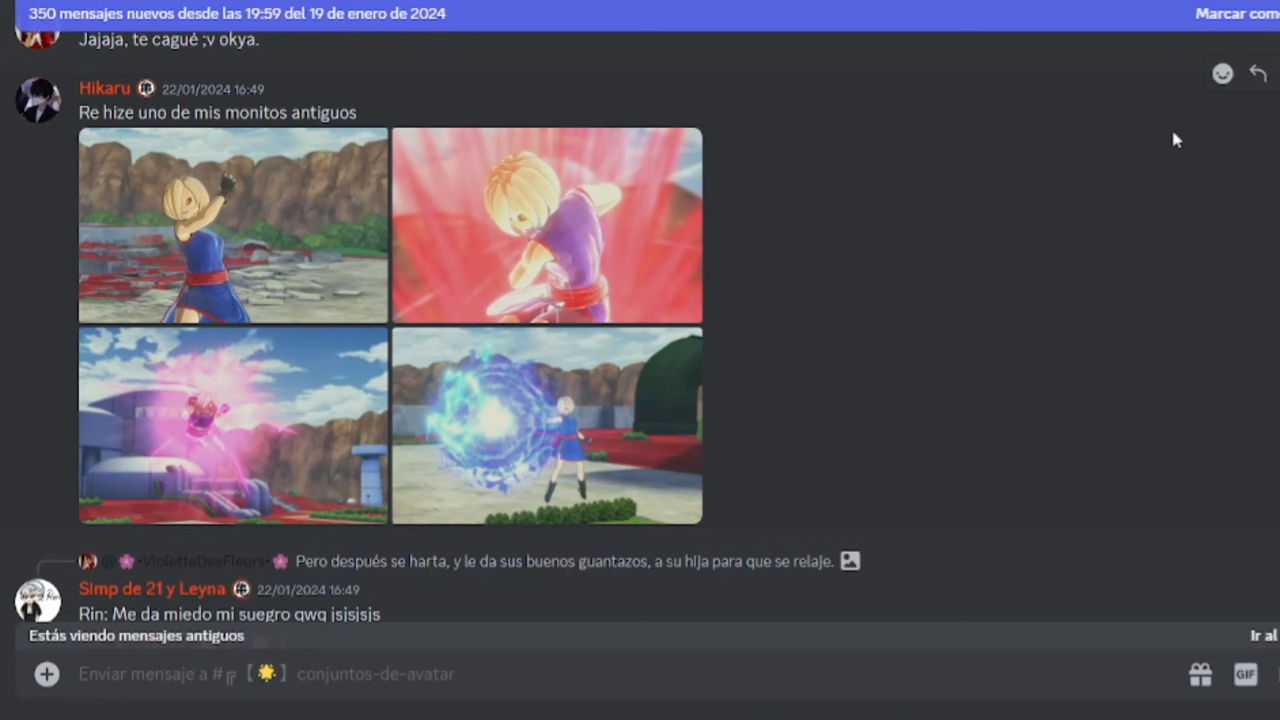 350 mensajes nuevos desde las 19:59 del 19 de enero de 2024
Marcar com
Jajaja, te cagué ;v okya.
Hikaru 22/01/2024 16:49
Re hize uno de mis monitos antiguos
@🌸•VioletteDesFleurs•🌸 Pero después se harta, y le da sus buenos guantazos, a su hija para que se relaje.
Simp de 21 y Leyna 22/01/2024 16:49
Rin: Me da miedo mi suegro qwq jsjsjsjs
Estás viendo mensajes antiguos
Ir al
Enviar mensaje a #╔【🌟】conjuntos-de-avatar
GIF